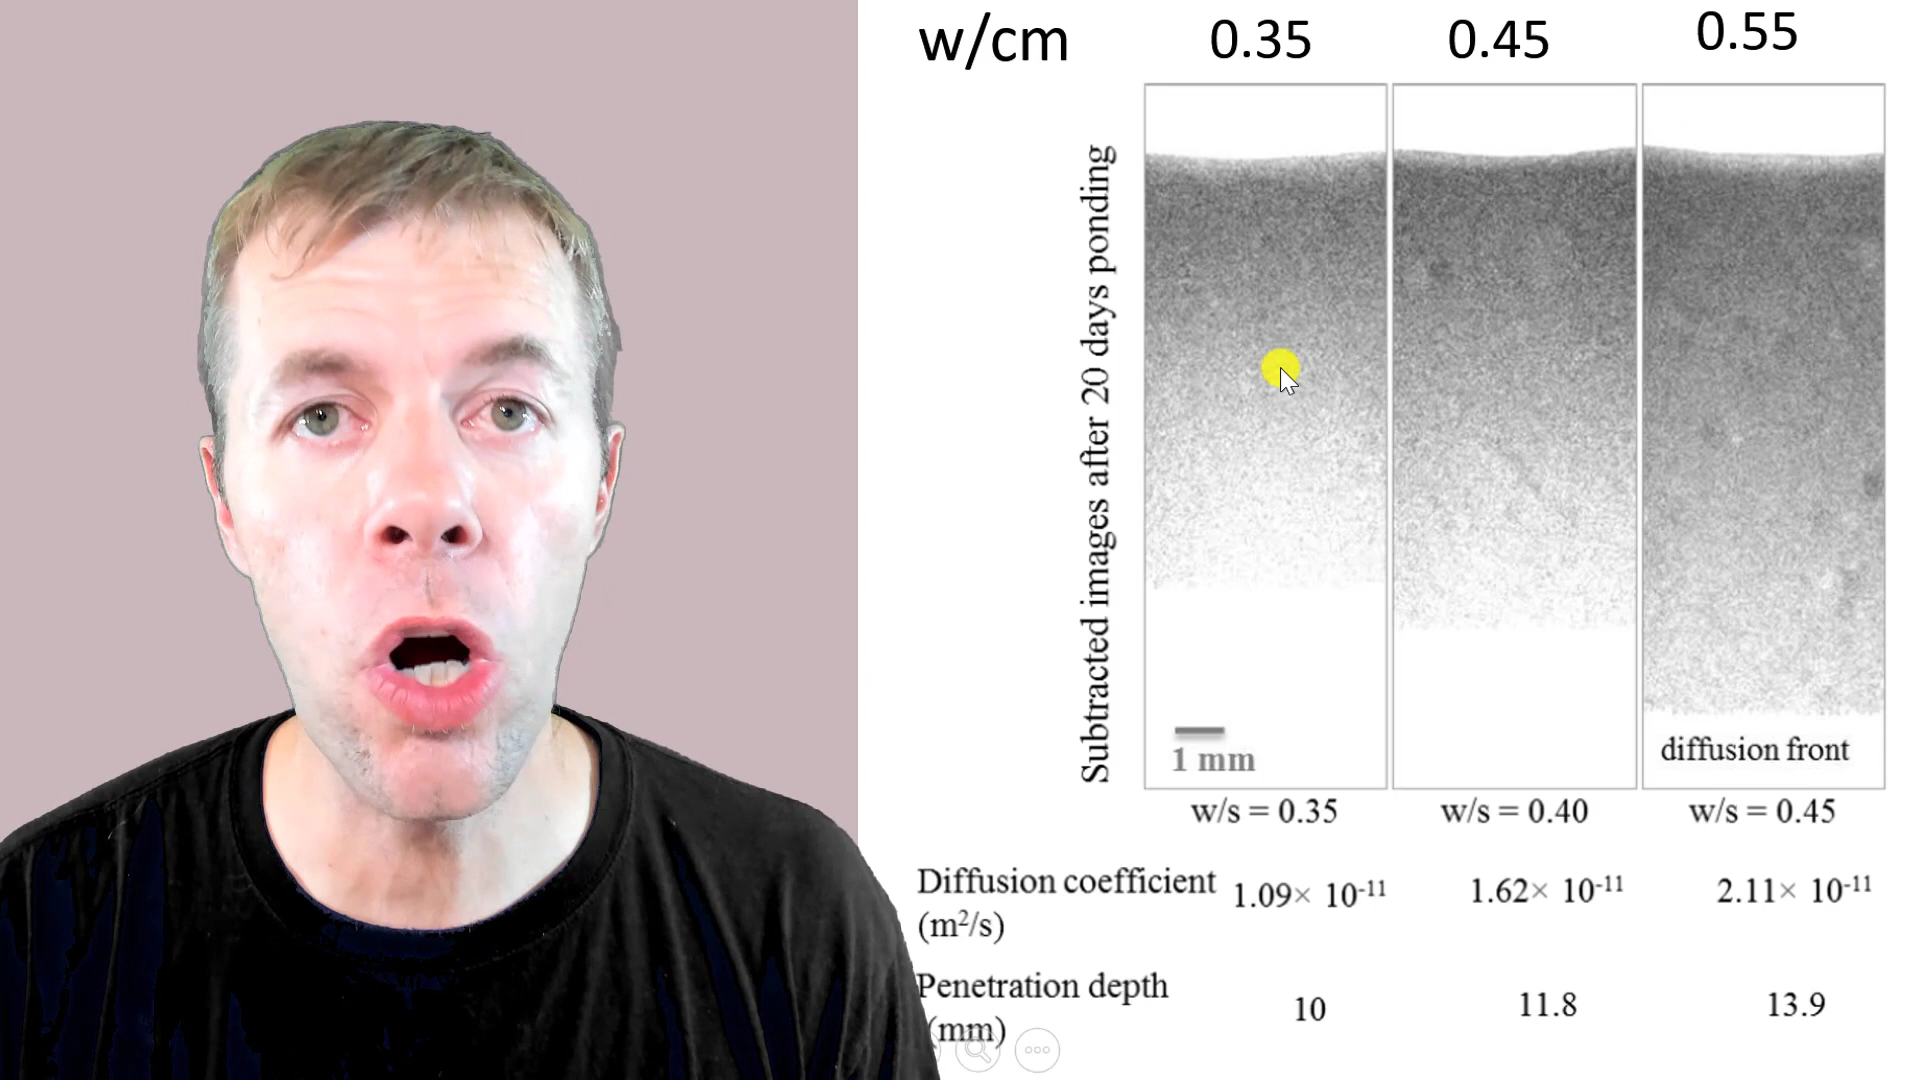 w/cm 0.35 0.45 0.55
Subtracted images after 20 days ponding
1 mm
diffusion front
w/s = 0.35 w/s = 0.40 w/s = 0.45
Diffusion coefficient 1.09× 10⁻¹¹ 1.62× 10⁻¹¹ 2.11× 10⁻¹¹
(m²/s)
Penetration depth 10 11.8 13.9
(mm)